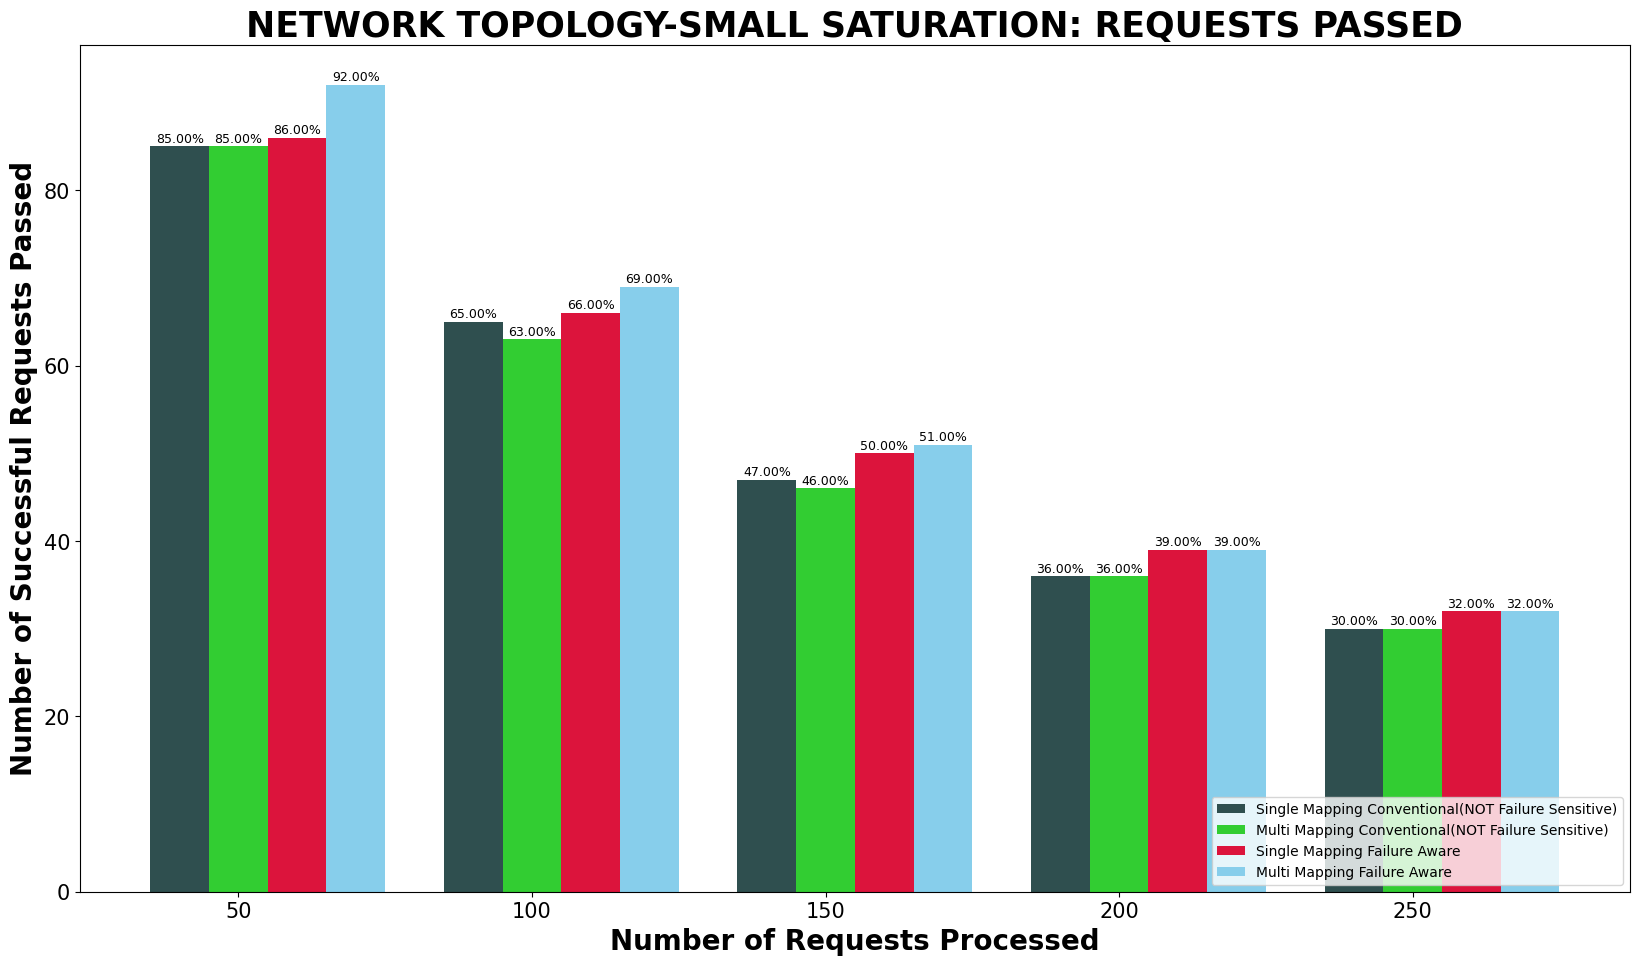 NETWORK TOPOLOGY-SMALL SATURATION: REQUESTS PASSED
Number of Successful Requests Passed
80
60
40
20
0
85.00% 85.00% 86.00% 92.00%
65.00% 63.00% 66.00% 69.00%
47.00% 46.00% 50.00% 51.00%
36.00% 36.00% 39.00% 39.00%
30.00% 30.00% 32.00% 32.00%
Single Mapping Conventional(NOT Failure Sensitive)
Multi Mapping Conventional(NOT Failure Sensitive)
Single Mapping Failure Aware
Multi Mapping Failure Aware
50 100 150 200 250
Number of Requests Processed